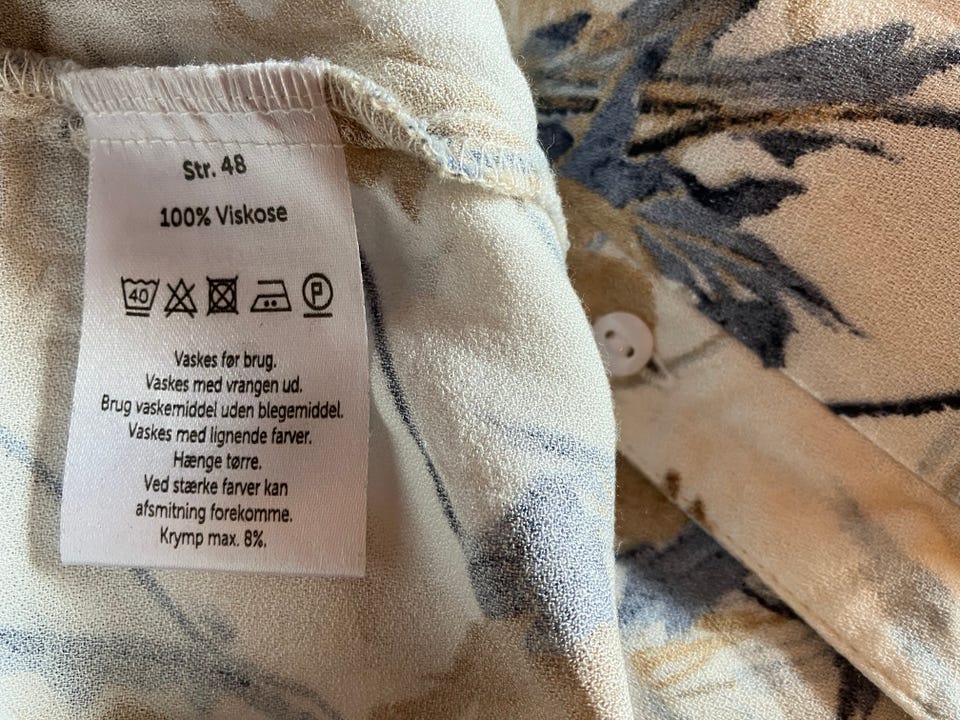 Str. 48
100% Viskose
40 P
Vaskes før brug.
Vaskes med vrangen ud.
Brug vaskemiddel uden blegemiddel.
Vaskes med lignende farver.
Hænge tørre.
Ved stærke farver kan
afsmitning forekomme.
Krymp max. 8%.